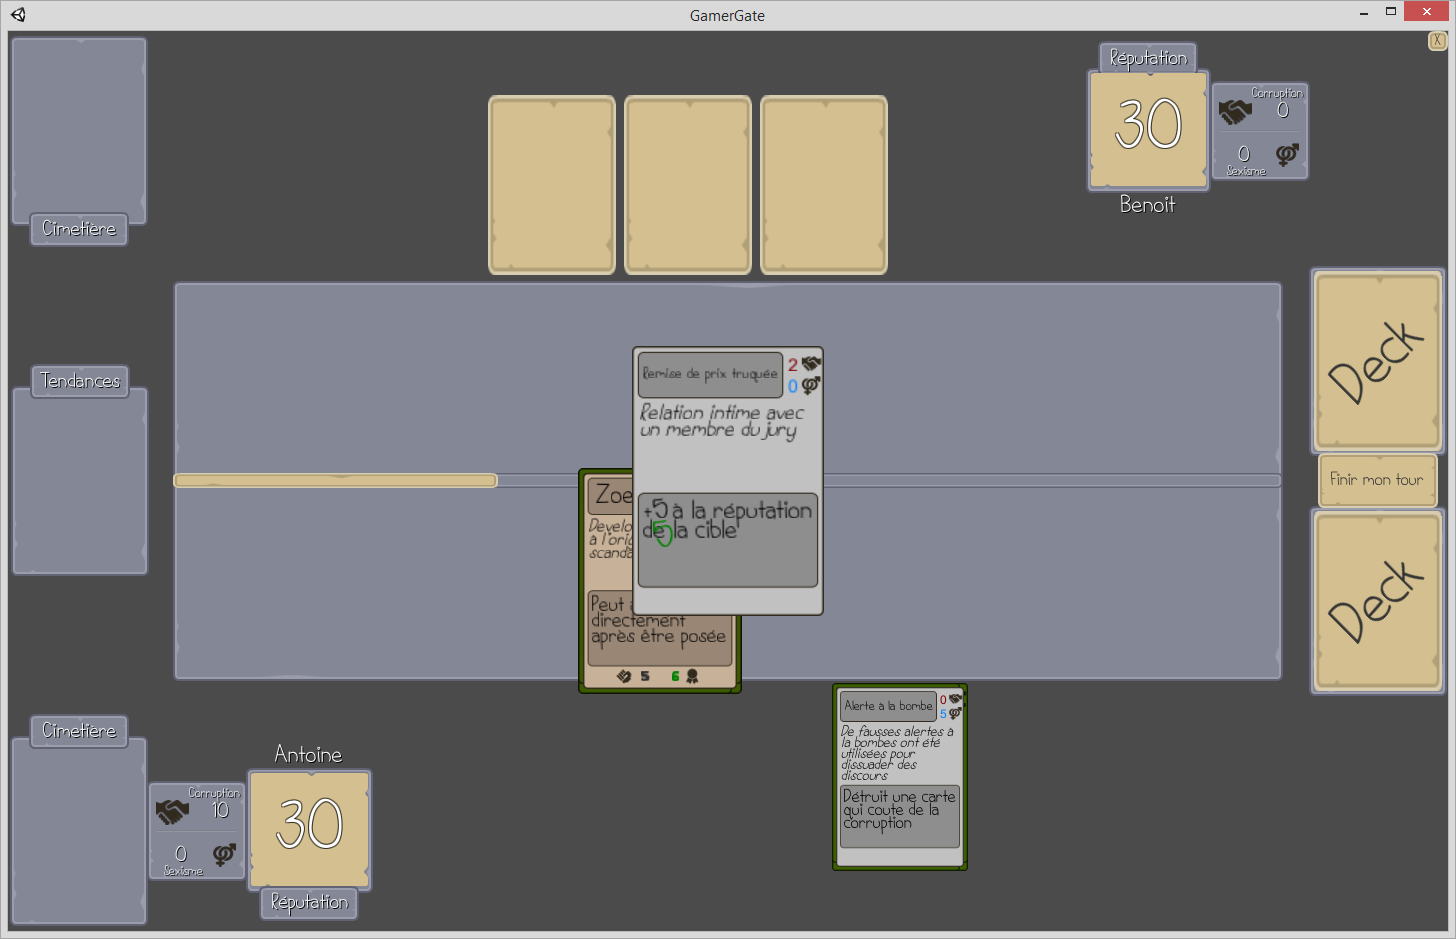 GamerGate
X
Réputation
30
Corruption
0
0
Sexisme
Benoit
Cimetière
Tendances
Deck
Finir mon tour
Deck
Remise de prix truquée
2
0
Relation intime avec
un membre du jury
+5 à la réputation
de la cible
5
Zoe
Develo
à l'ori
scand
Peut
directement
après être posée
5 6
Alerte à la bombe
0
5
De fausses alertes à
la bombes ont été
utilisées pour
dissuader des
discours
Détruit une carte
qui coute de la
corruption
Cimetière
Antoine
Corruption
10
0
Sexisme
30
Réputation